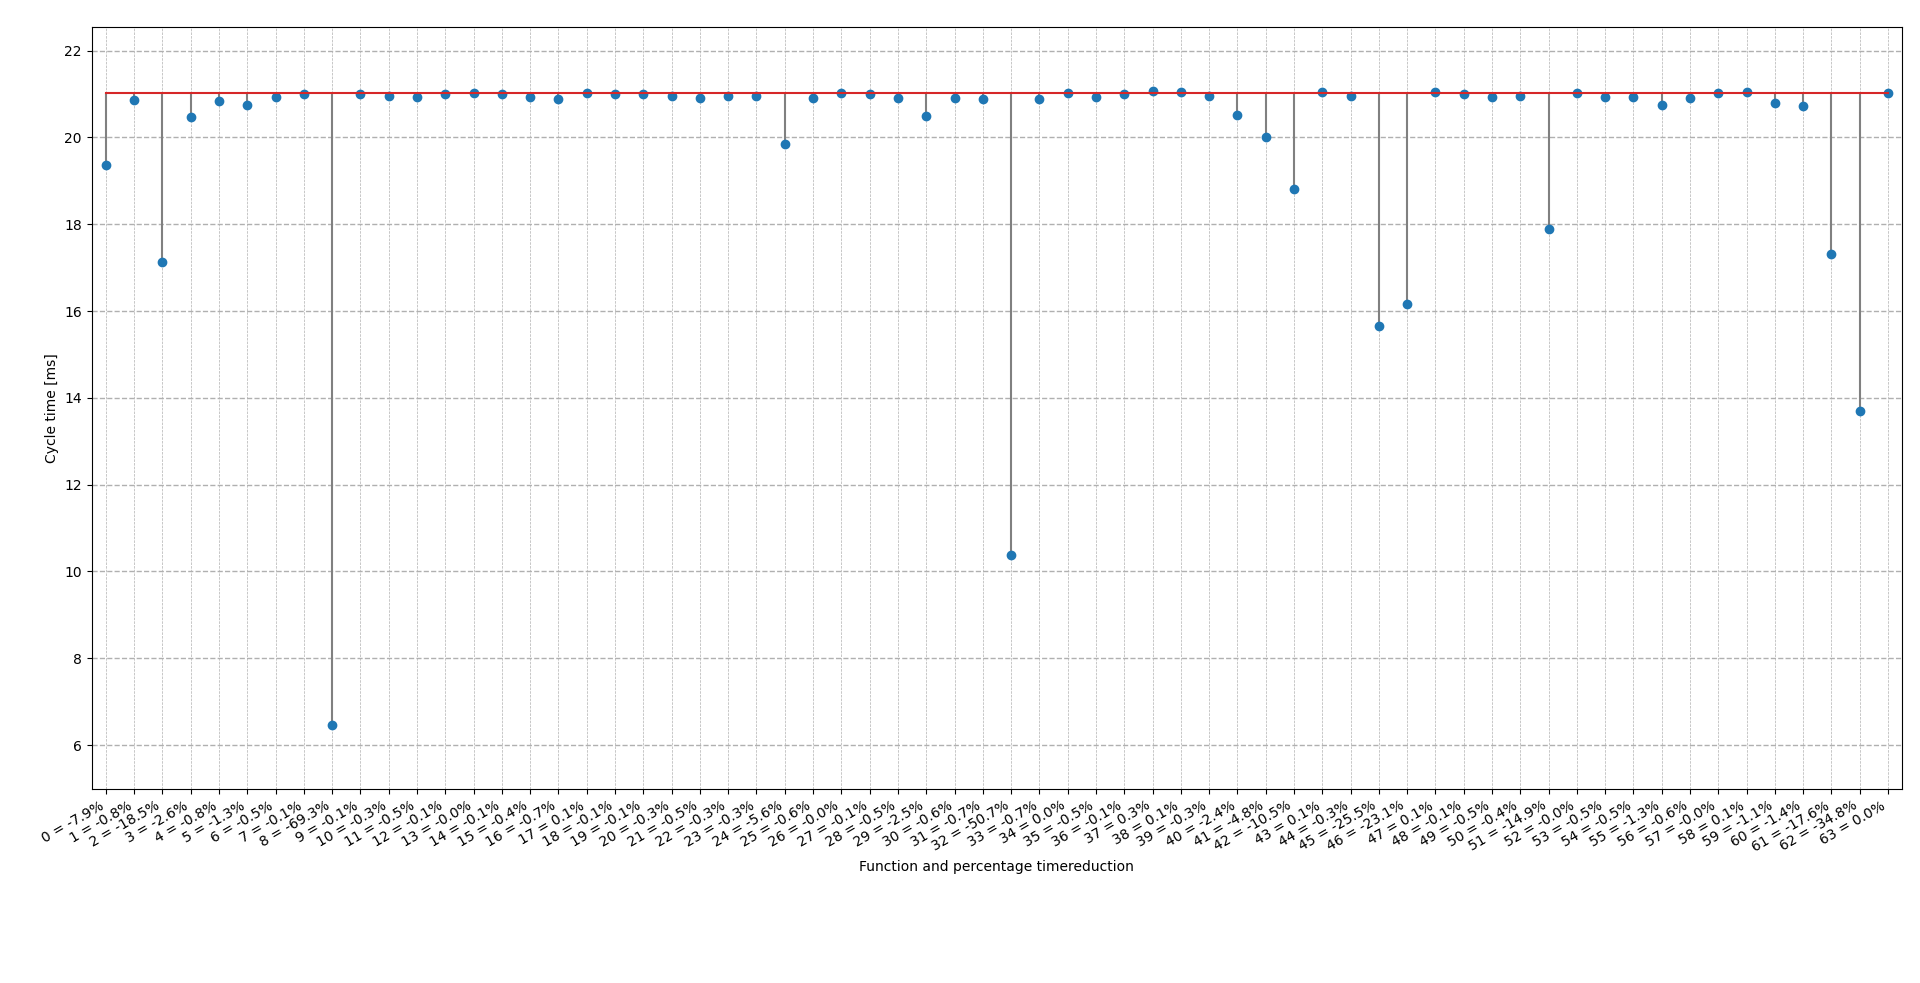 22
20
18
16
14
12
10
8
6
Cycle time [ms]
0 = -7.9%
1 = -0.8%
2 = -18.5%
3 = -2.6%
4 = -0.8%
5 = -1.3%
6 = -0.5%
7 = -0.1%
8 = -69.3%
9 = -0.1%
10 = -0.3%
11 = -0.5%
12 = -0.1%
13 = -0.0%
14 = -0.1%
15 = -0.4%
16 = -0.7%
17 = 0.1%
18 = -0.1%
19 = -0.1%
20 = -0.3%
21 = -0.5%
22 = -0.3%
23 = -0.3%
24 = -5.6%
25 = -0.6%
26 = -0.0%
27 = -0.1%
28 = -0.5%
29 = -2.5%
30 = -0.6%
31 = -0.7%
32 = -50.7%
33 = -0.7%
34 = 0.0%
35 = -0.5%
36 = -0.1%
37 = 0.3%
38 = 0.1%
39 = -0.3%
40 = -2.4%
41 = -4.8%
42 = -10.5%
43 = 0.1%
44 = -0.3%
45 = -25.5%
46 = -23.1%
47 = 0.1%
48 = -0.1%
49 = -0.5%
50 = -0.4%
51 = -14.9%
52 = -0.0%
53 = -0.5%
54 = -0.5%
55 = -1.3%
56 = -0.6%
57 = -0.0%
58 = 0.1%
59 = -1.1%
60 = -1.4%
61 = -17.6%
62 = -34.8%
63 = 0.0%
Function and percentage timereduction